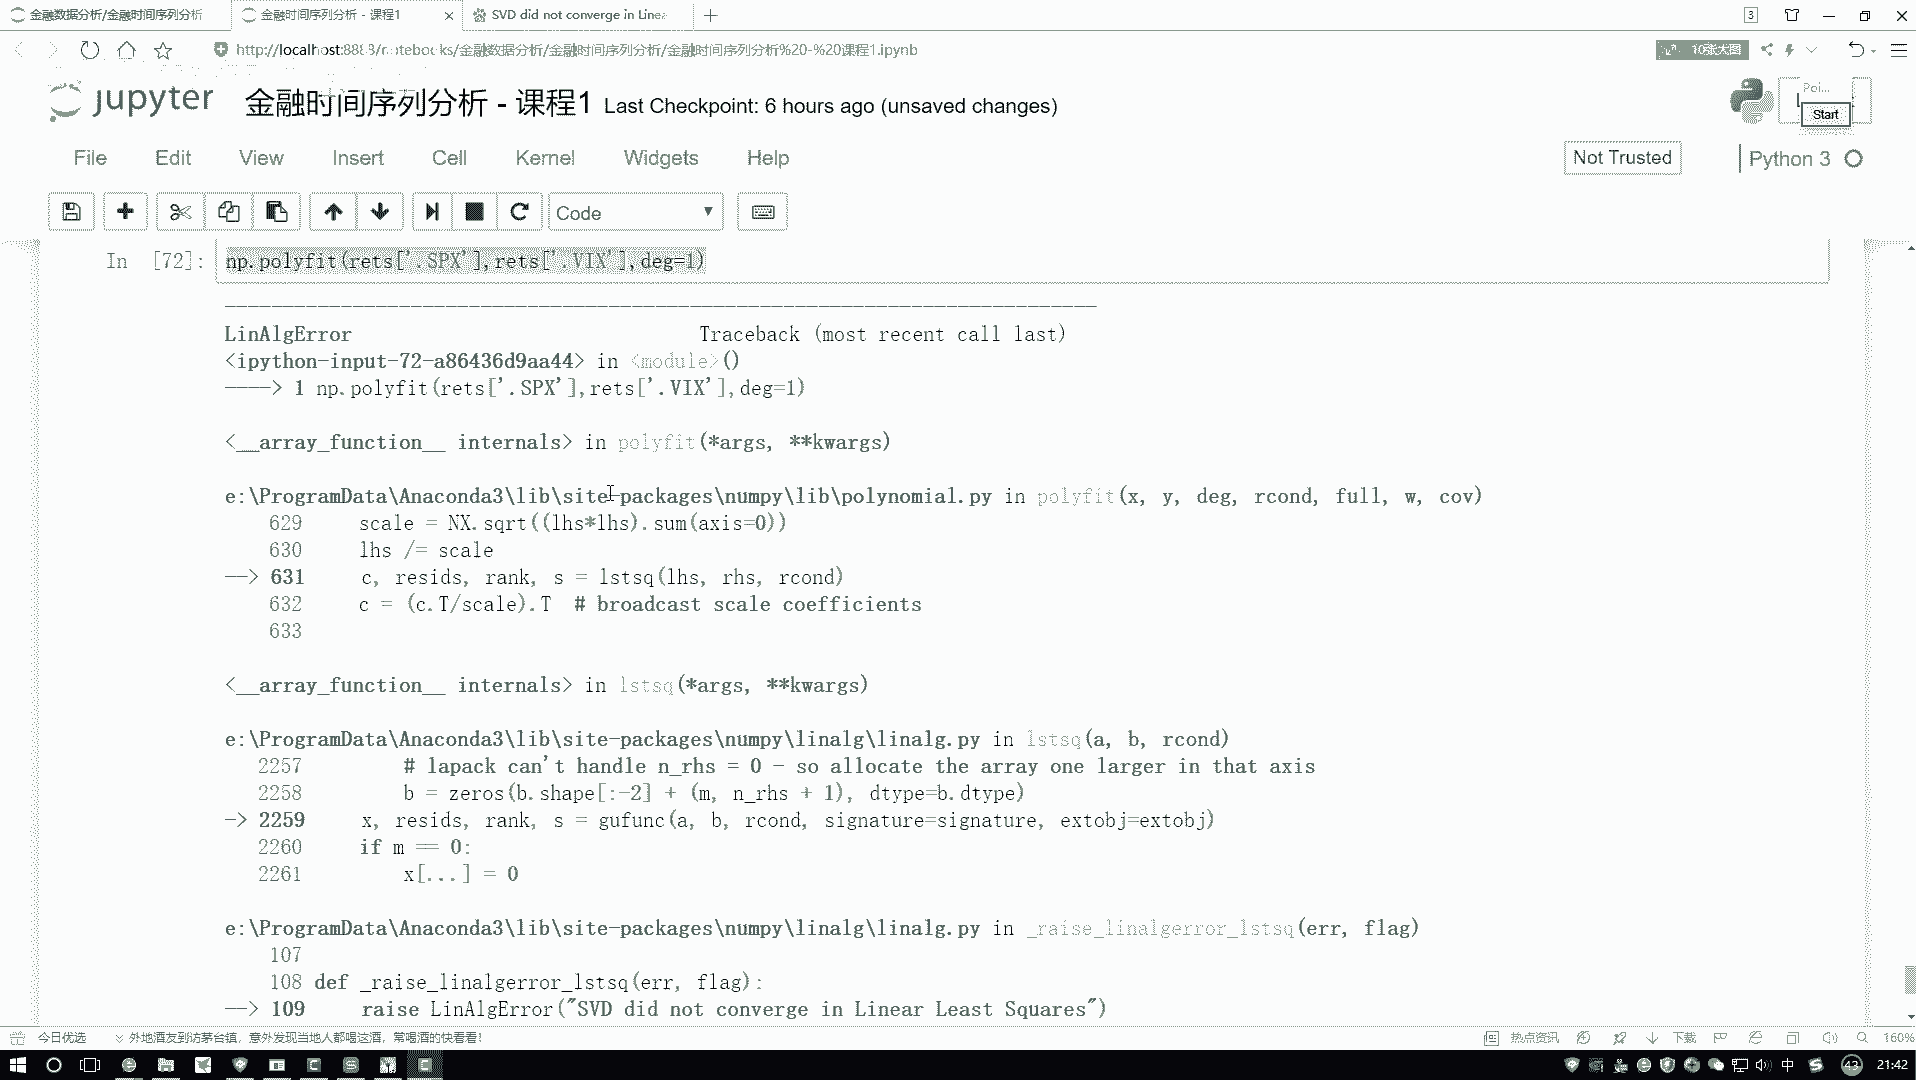 金融数据分析/金融时间序列分析
金融时间序列分析 - 课程1
SVD did not converge in Linea
3
金融数据分析/金融时间序列分析/金融时间序列分析%20-%20课程1.ipynb
10张大图
jupyter
金融时间序列分析 - 课程1 Last Checkpoint: 6 hours ago (unsaved changes)
Poi...
Start
File Edit View Insert Cell Kernel Widgets Help
Not Trusted
Python 3
Code
In [72]: np.polyfit(rets['.SPX'],rets['.VIX'],deg=1)
LinAlgError Traceback (most recent call last)
<ipython-input-72-a86436d9aa44> in <module>()
----> 1 np.polyfit(rets['.SPX'],rets['.VIX'],deg=1)
<__array_function__ internals> in polyfit(*args, **kwargs)
e:\ProgramData\Anaconda3\lib\site-packages\numpy\lib\polynomial.py in polyfit(x, y, deg, rcond, full, w, cov)
629 scale = NX.sqrt((lhs*lhs).sum(axis=0))
630 lhs /= scale
--> 631 c, resids, rank, s = lstsq(lhs, rhs, rcond)
632 c = (c.T/scale).T # broadcast scale coefficients
633
<__array_function__ internals> in lstsq(*args, **kwargs)
e:\ProgramData\Anaconda3\lib\site-packages\numpy\linalg\linalg.py in lstsq(a, b, rcond)
2257 # lapack can't handle n_rhs = 0 - so allocate the array one larger in that axis
2258 b = zeros(b.shape[:-2] + (m, n_rhs + 1), dtype=b.dtype)
-> 2259 x, resids, rank, s = gufunc(a, b, rcond, signature=signature, extobj=extobj)
2260 if m == 0:
2261 x[...] = 0
e:\ProgramData\Anaconda3\lib\site-packages\numpy\linalg\linalg.py in _raise_linalgerror_lstsq(err, flag)
107
108 def _raise_linalgerror_lstsq(err, flag):
--> 109 raise LinAlgError("SVD did not converge in Linear Least Squares")
今日优选
外地酒友到访茅台镇，意外发现当地人都喝这酒，常喝酒的快看看！
热点资讯
下载
160%
中
43
21:42